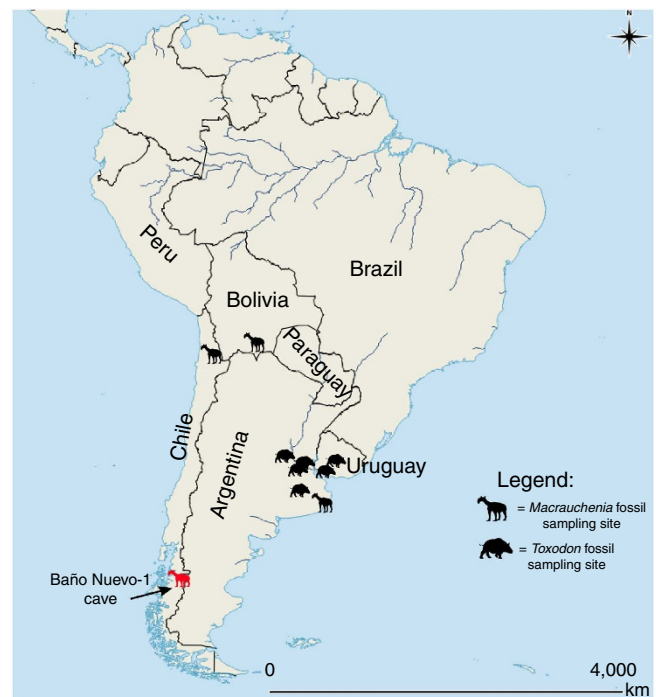 N
Peru
Brazil
Bolivia
Paraguay
Chile
Argentina
Uruguay
Legend:
= Macrauchenia fossil
sampling site
= Toxodon fossil
sampling site
Baño Nuevo-1
cave
0
4,000
km